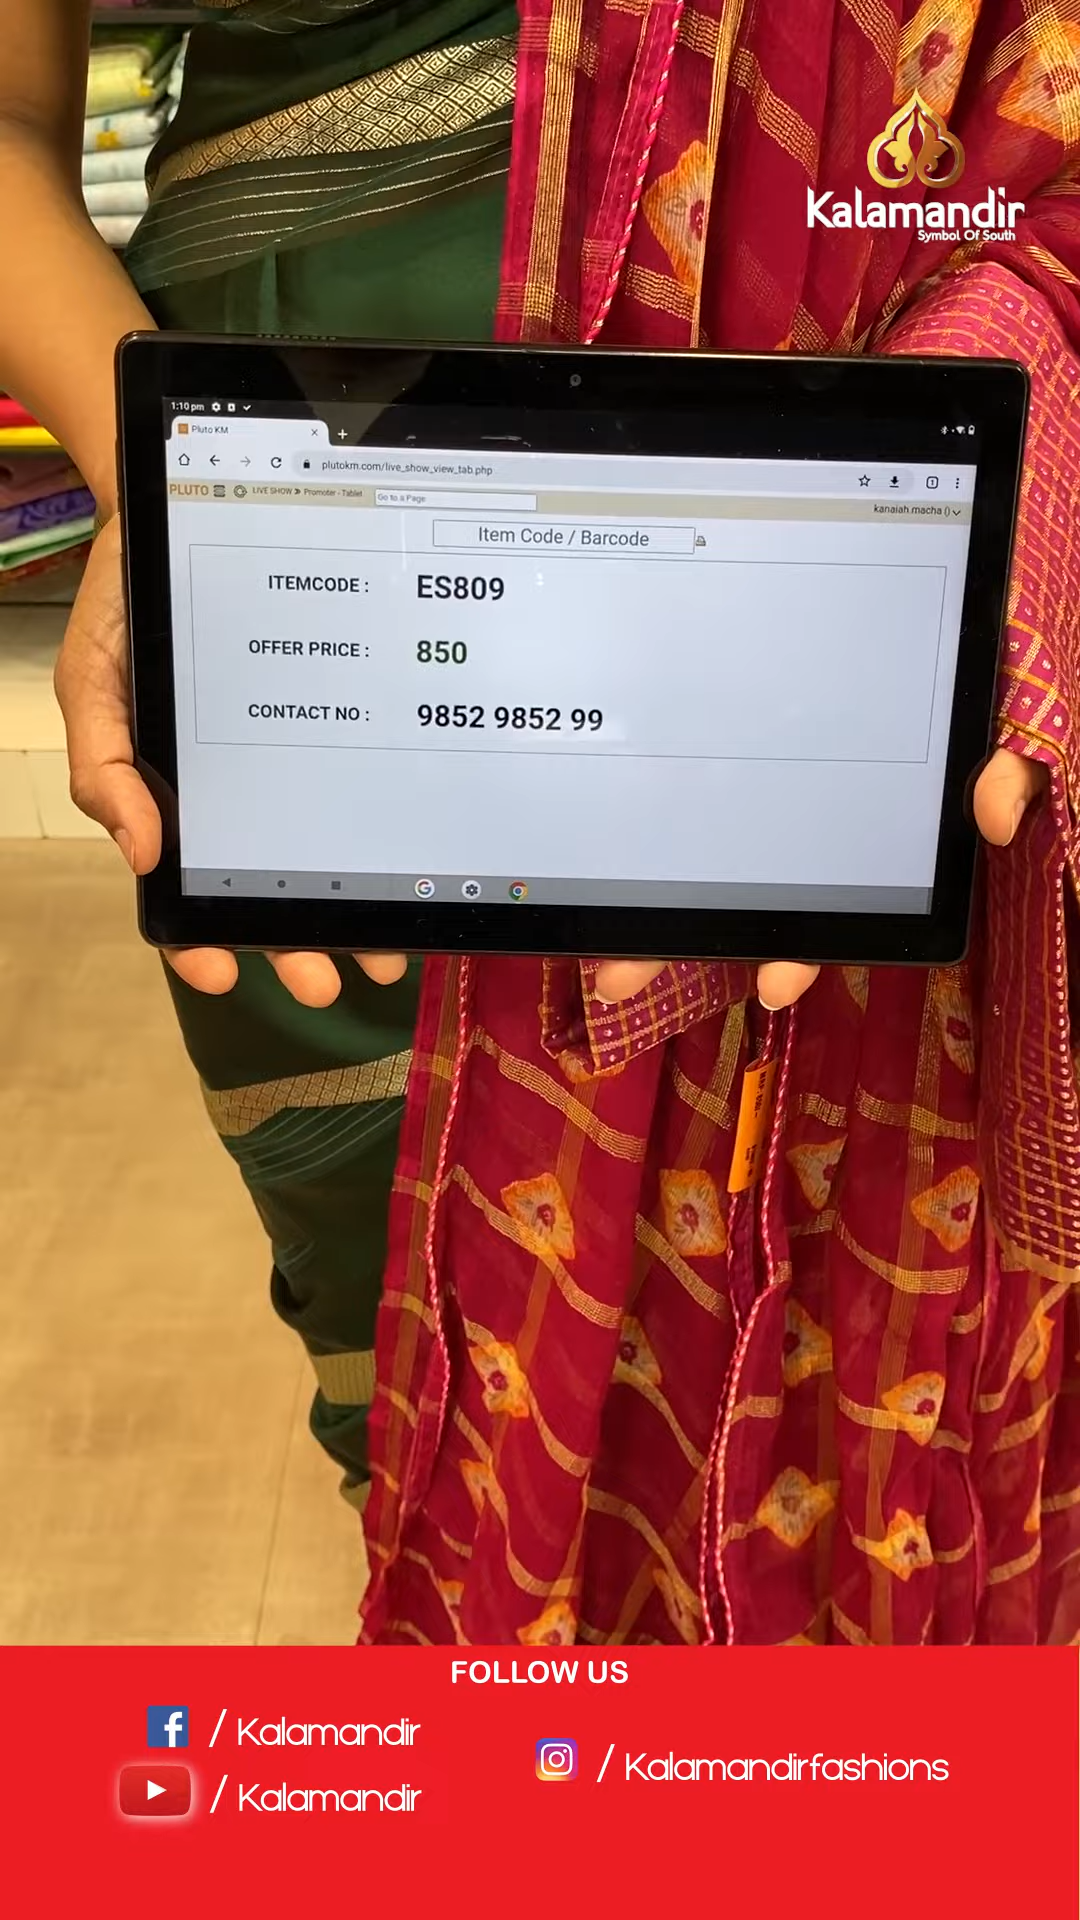 Kalamandir
Symbol Of South
1:10 pm
Pluto KM
plutokm.com/live_show_view_tab.php
PLUTO LIVE SHOW » Promoter - Tablet Go to a Page
kanaiah.macha ()
Item Code / Barcode
ITEMCODE : ES809
OFFER PRICE : 850
CONTACT NO : 9852 9852 99
FOLLOW US
/ Kalamandir
/ Kalamandir
/ Kalamandirfashions